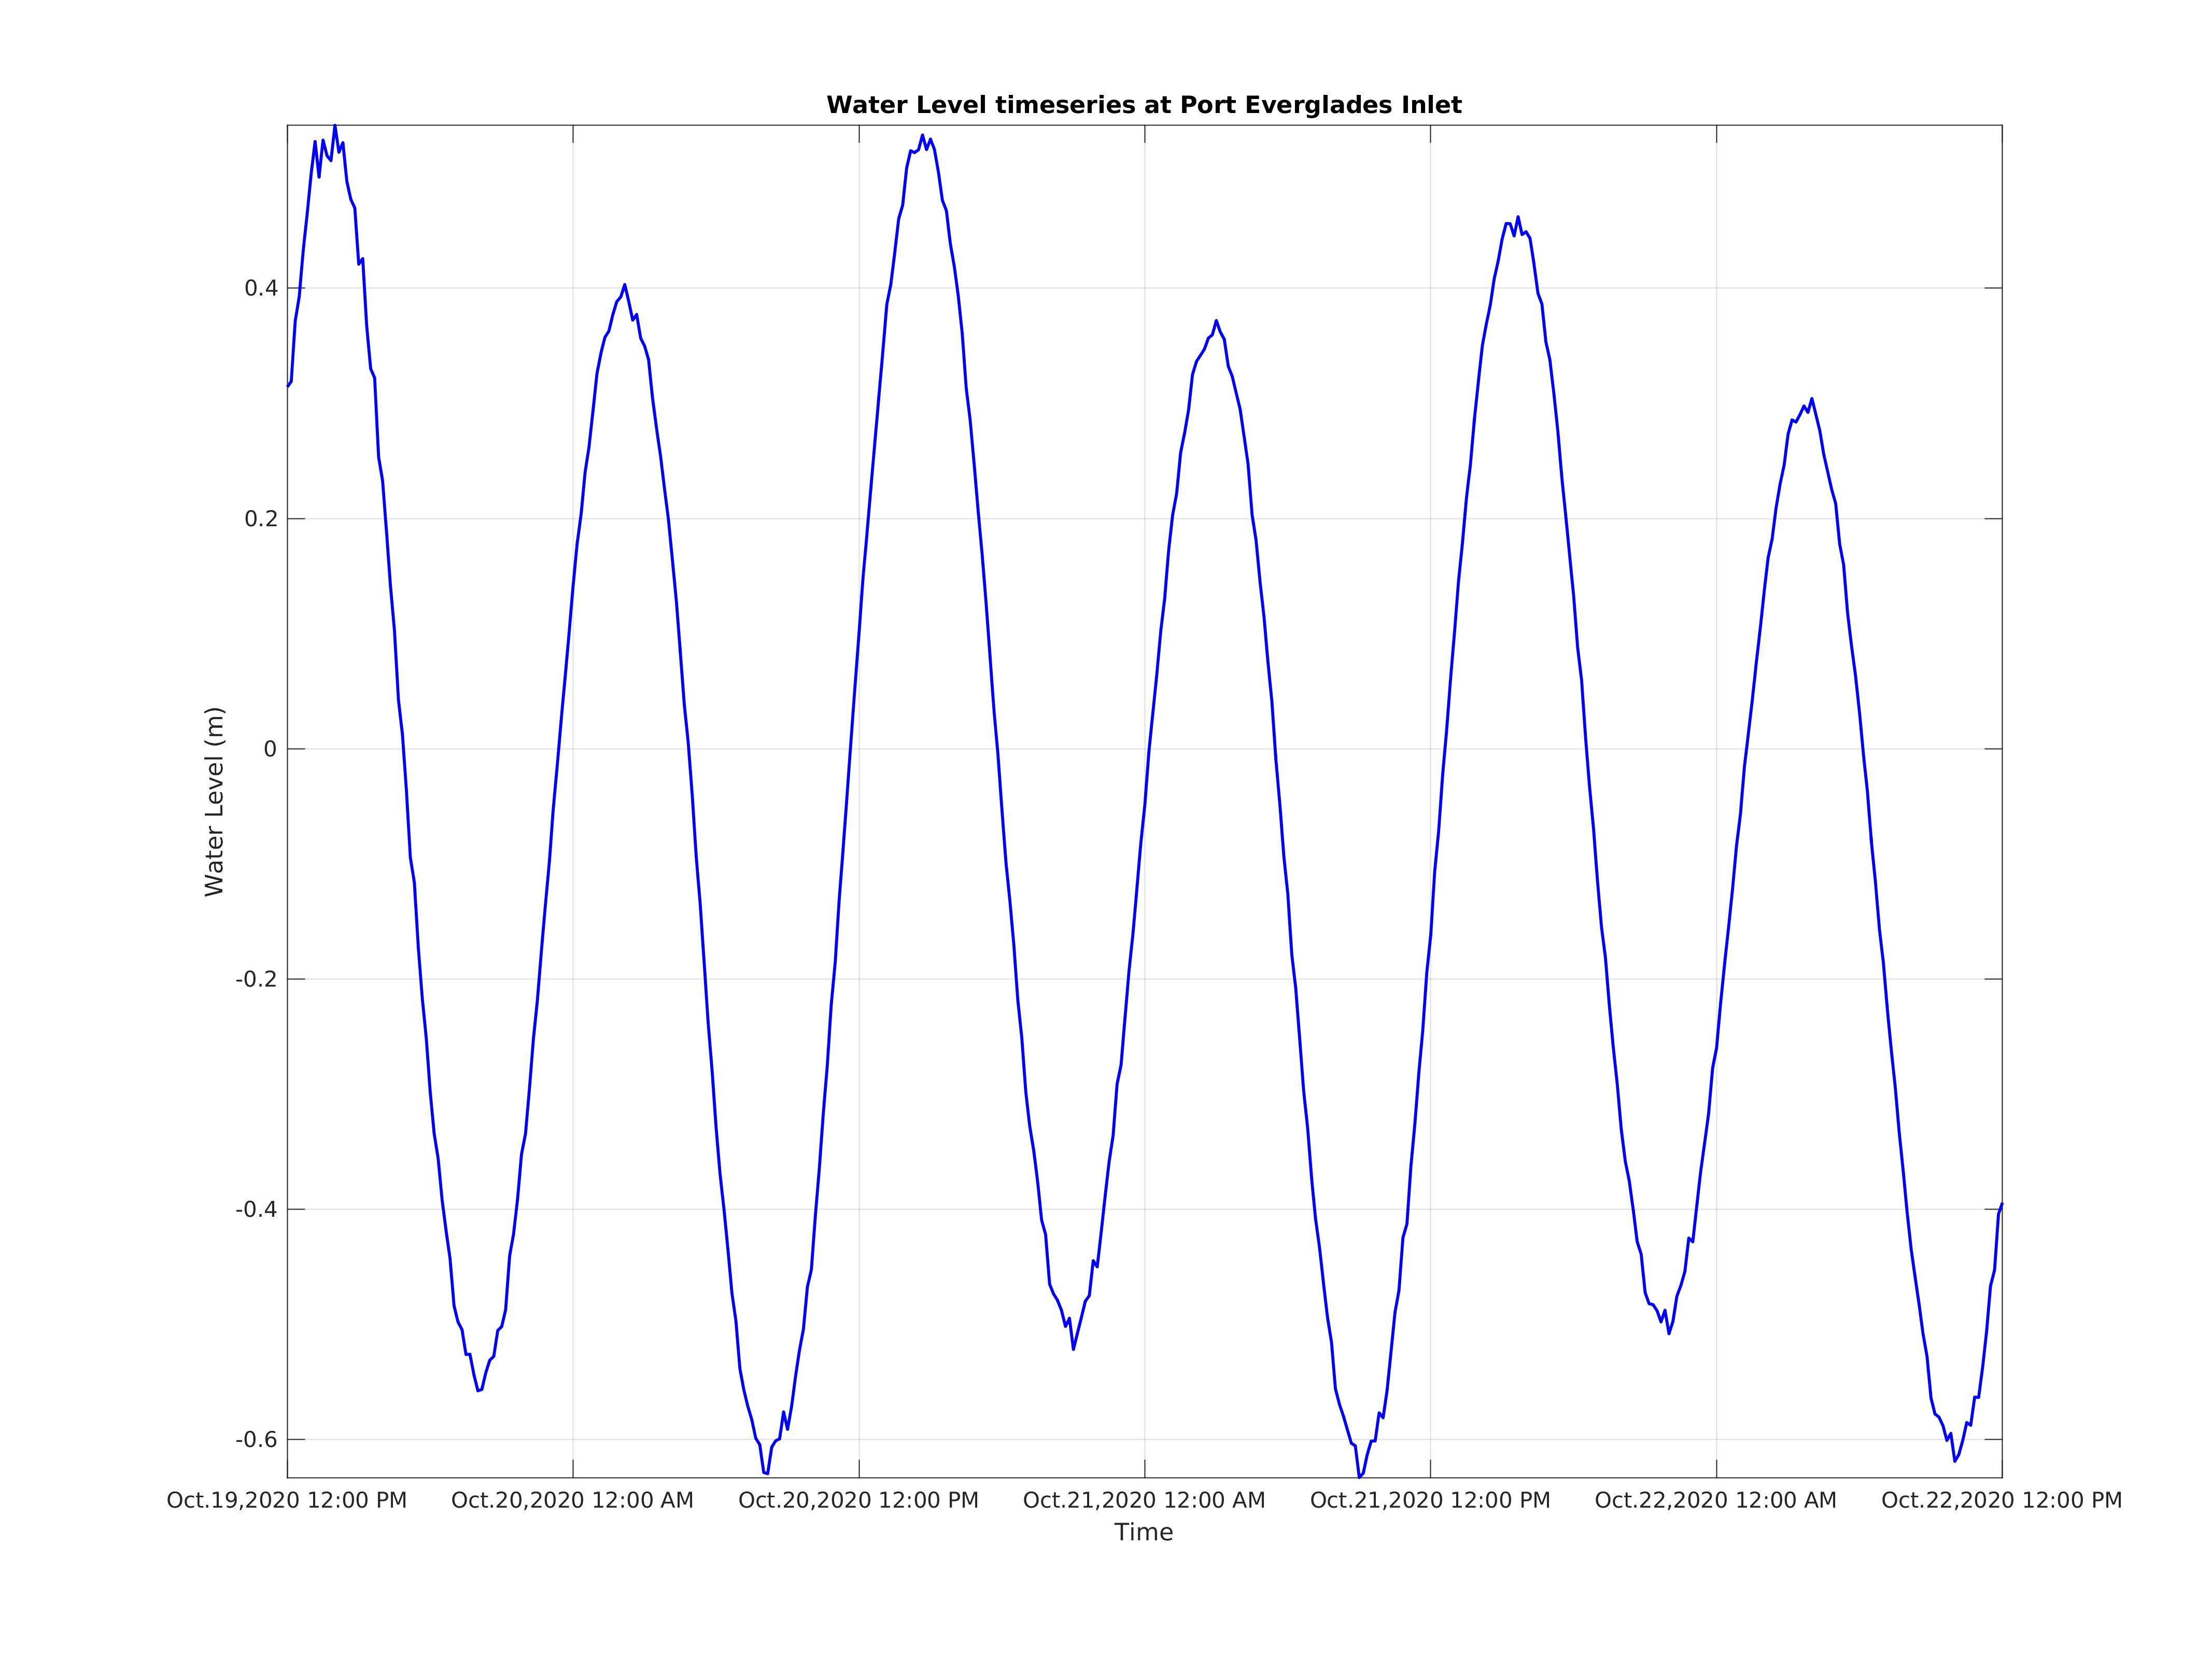 Water Level timeseries at Port Everglades Inlet
0.4
0.2
0
-0.2
-0.4
-0.6
Water Level (m)
Oct.19,2020 12:00 PM Oct.20,2020 12:00 AM Oct.20,2020 12:00 PM Oct.21,2020 12:00 AM Oct.21,2020 12:00 PM Oct.22,2020 12:00 AM Oct.22,2020 12:00 PM
Time